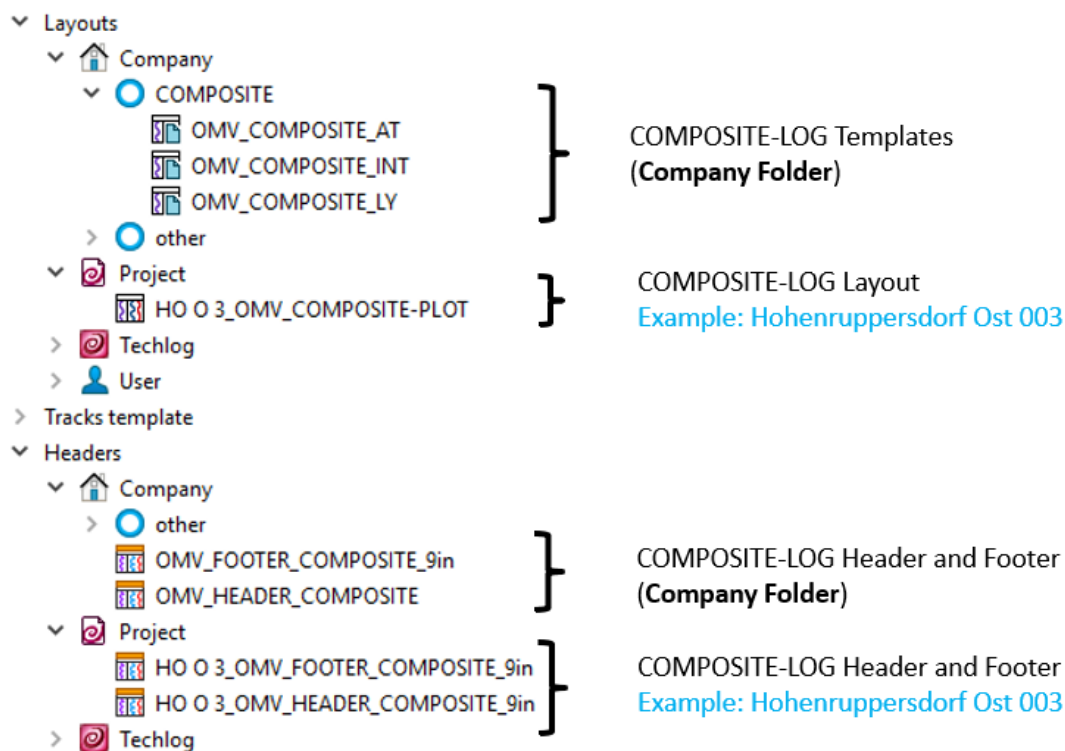 Layouts
Company
COMPOSITE
OMV_COMPOSITE_AT
OMV_COMPOSITE_INT
OMV_COMPOSITE_LY
COMPOSITE-LOG Templates
(Company Folder)
other
Project
HO O 3_OMV_COMPOSITE-PLOT
COMPOSITE-LOG Layout
Example: Hohenruppersdorf Ost 003
Techlog
User
Tracks template
Headers
Company
other
OMV_FOOTER_COMPOSITE_9in
OMV_HEADER_COMPOSITE
COMPOSITE-LOG Header and Footer
(Company Folder)
Project
HO O 3_OMV_FOOTER_COMPOSITE_9in
HO O 3_OMV_HEADER_COMPOSITE_9in
COMPOSITE-LOG Header and Footer
Example: Hohenruppersdorf Ost 003
Techlog